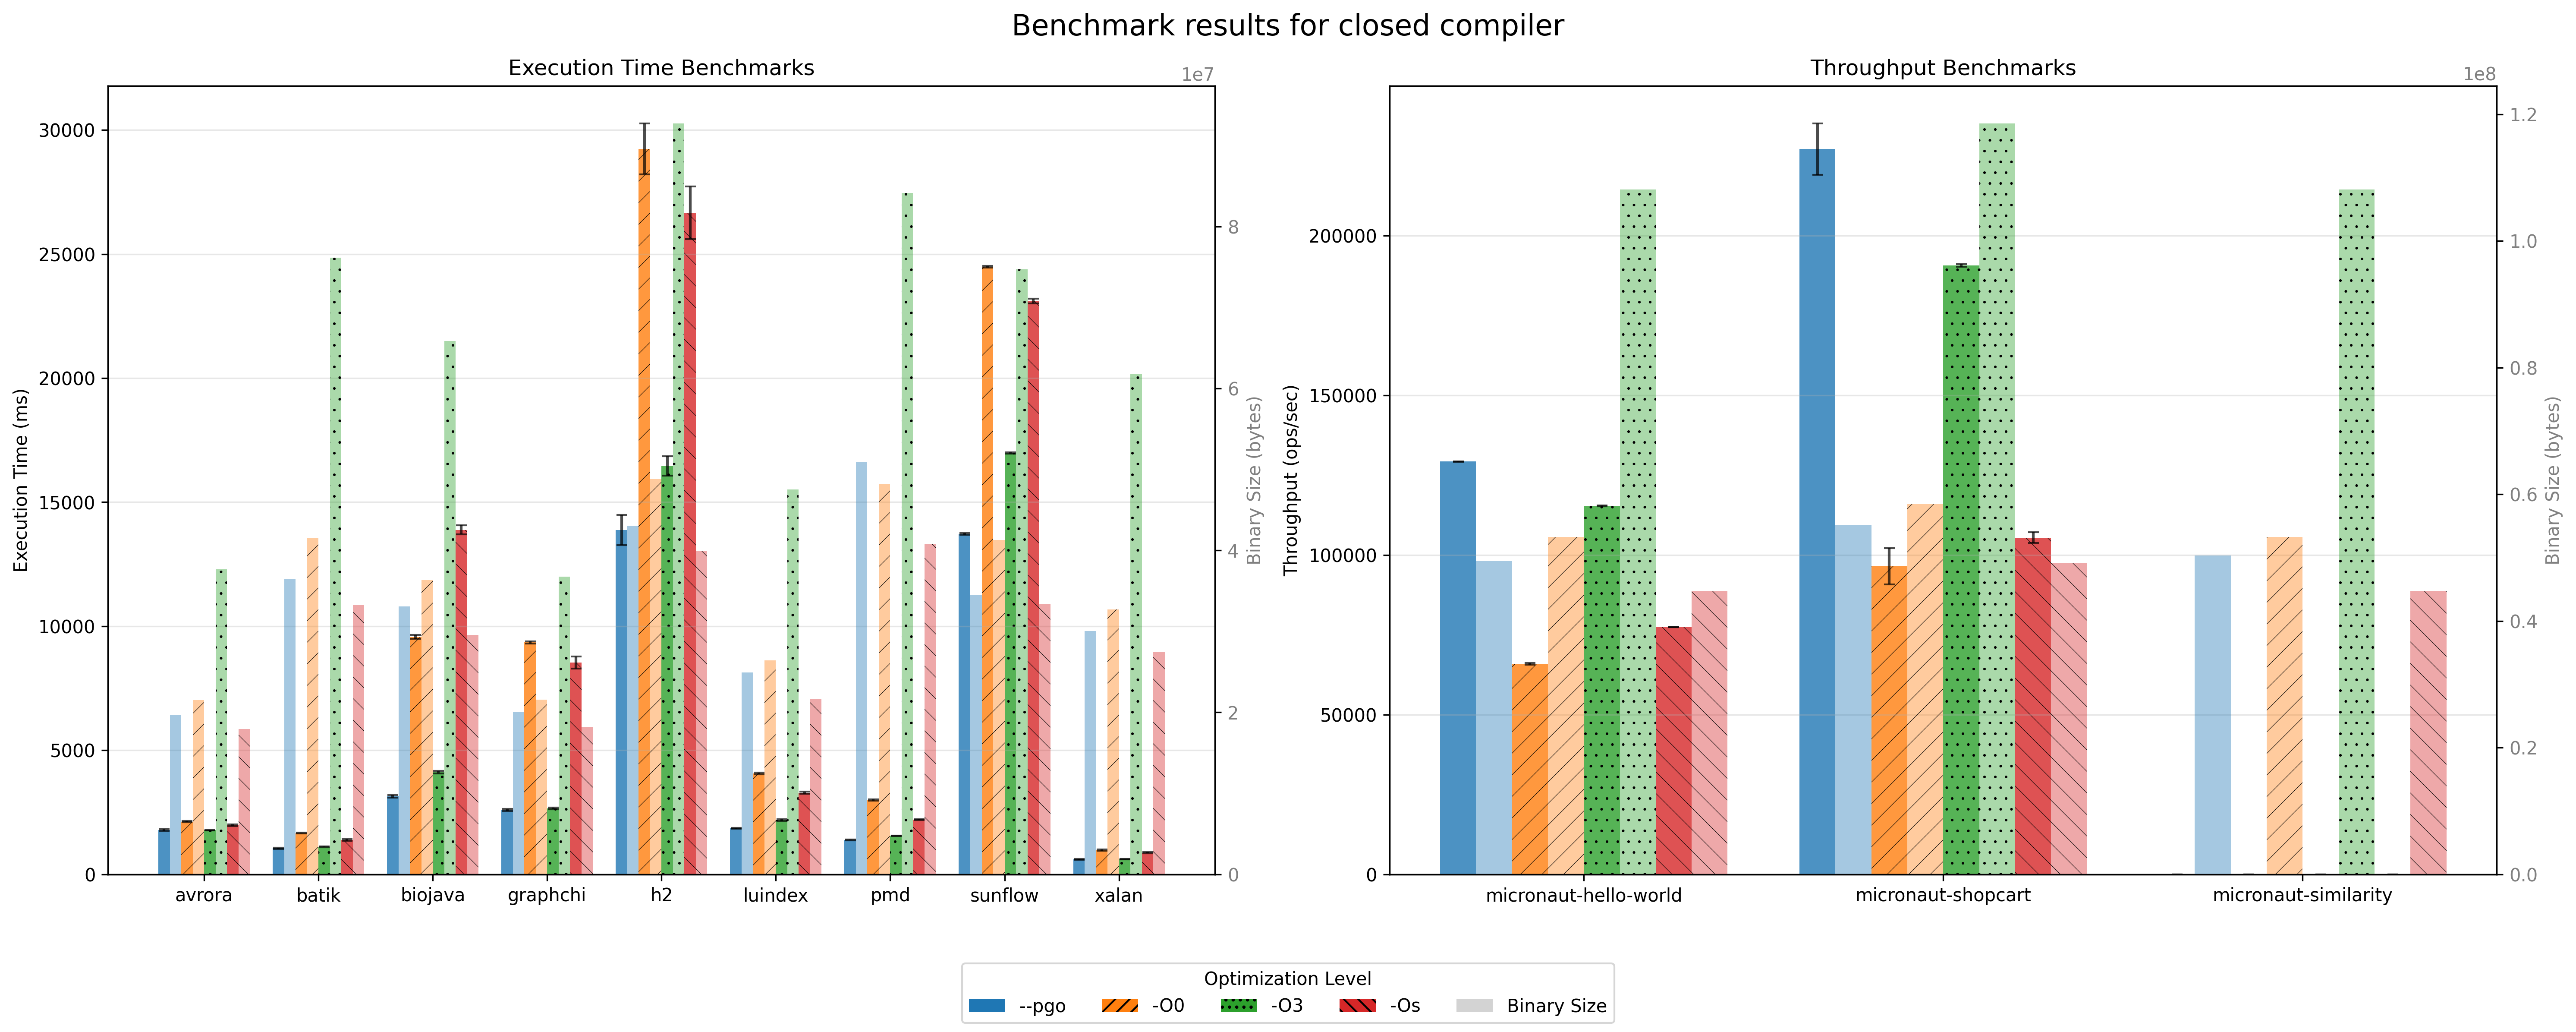 Benchmark results for closed compiler
Execution Time Benchmarks
1e7
30000
25000
20000
15000
10000
5000
0
Execution Time (ms)
8
6
4
2
0
Binary Size (bytes)
avrora batik biojava graphchi h2 luindex pmd sunflow xalan
Throughput Benchmarks
1e8
200000
150000
100000
50000
0
Throughput (ops/sec)
1.2
1.0
0.8
0.6
0.4
0.2
0.0
Binary Size (bytes)
micronaut-hello-world micronaut-shopcart micronaut-similarity
Optimization Level
--pgo -O0 -O3 -Os Binary Size